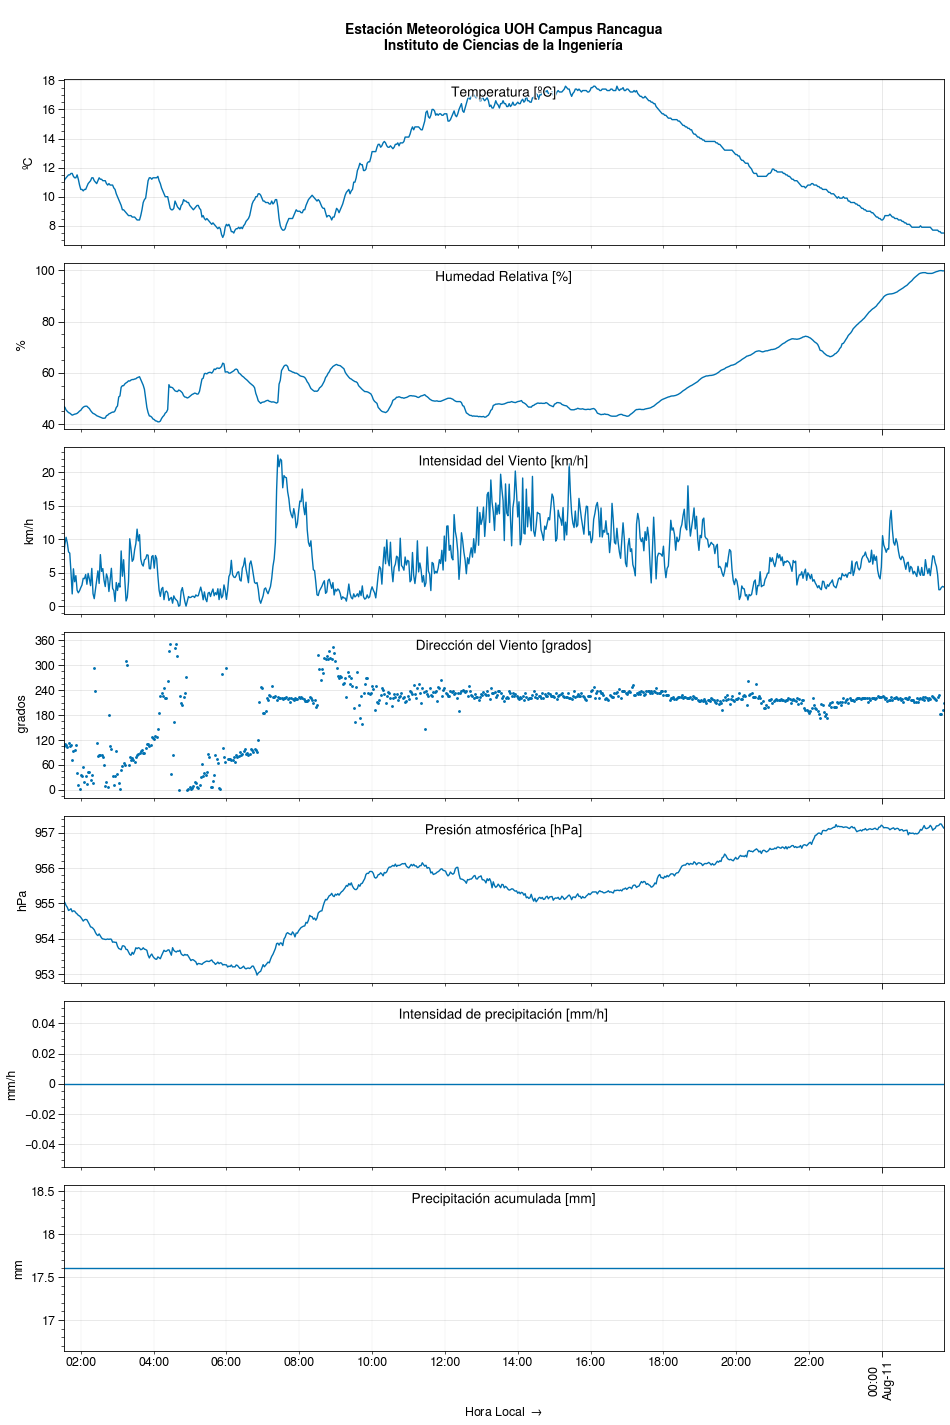 Estación Meteorológica UOH Campus Rancagua
Instituto de Ciencias de la Ingeniería
Temperatura [ºC]
18
16
14
12
10
8
ºC
Humedad Relativa [%]
100
80
60
40
%
Intensidad del Viento [km/h]
20
15
10
5
0
km/h
Dirección del Viento [grados]
360
300
240
180
120
60
0
grados
Presión atmosférica [hPa]
957
956
955
954
953
hPa
Intensidad de precipitación [mm/h]
0.04
0.02
0
−0.02
−0.04
mm/h
Precipitación acumulada [mm]
18.5
18
17.5
17
mm
02:00 04:00 06:00 08:00 10:00 12:00 14:00 16:00 18:00 20:00 22:00 00:00
Aug-11
Hora Local →